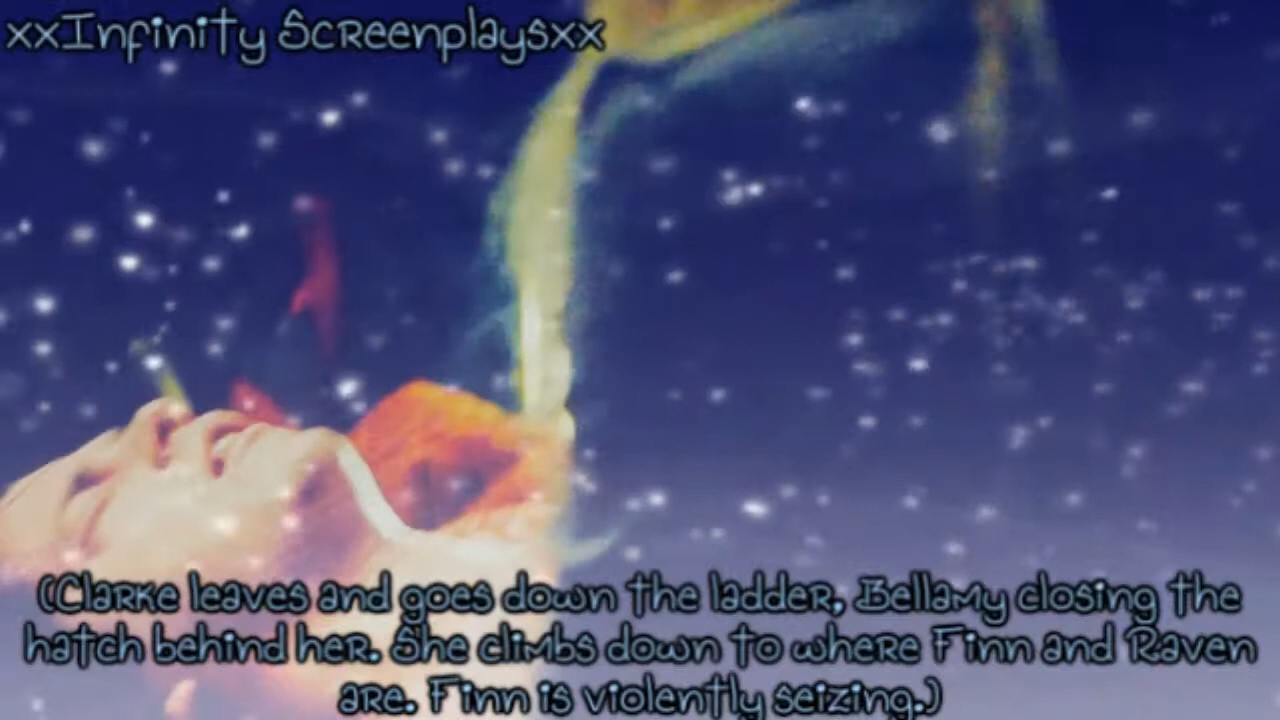 xxInfinity Screenplaysxx
(Clarke leaves and goes down the ladder, Bellamy closing the
hatch behind her. She climbs down to where Finn and Raven
are. Finn is violently seizing.)